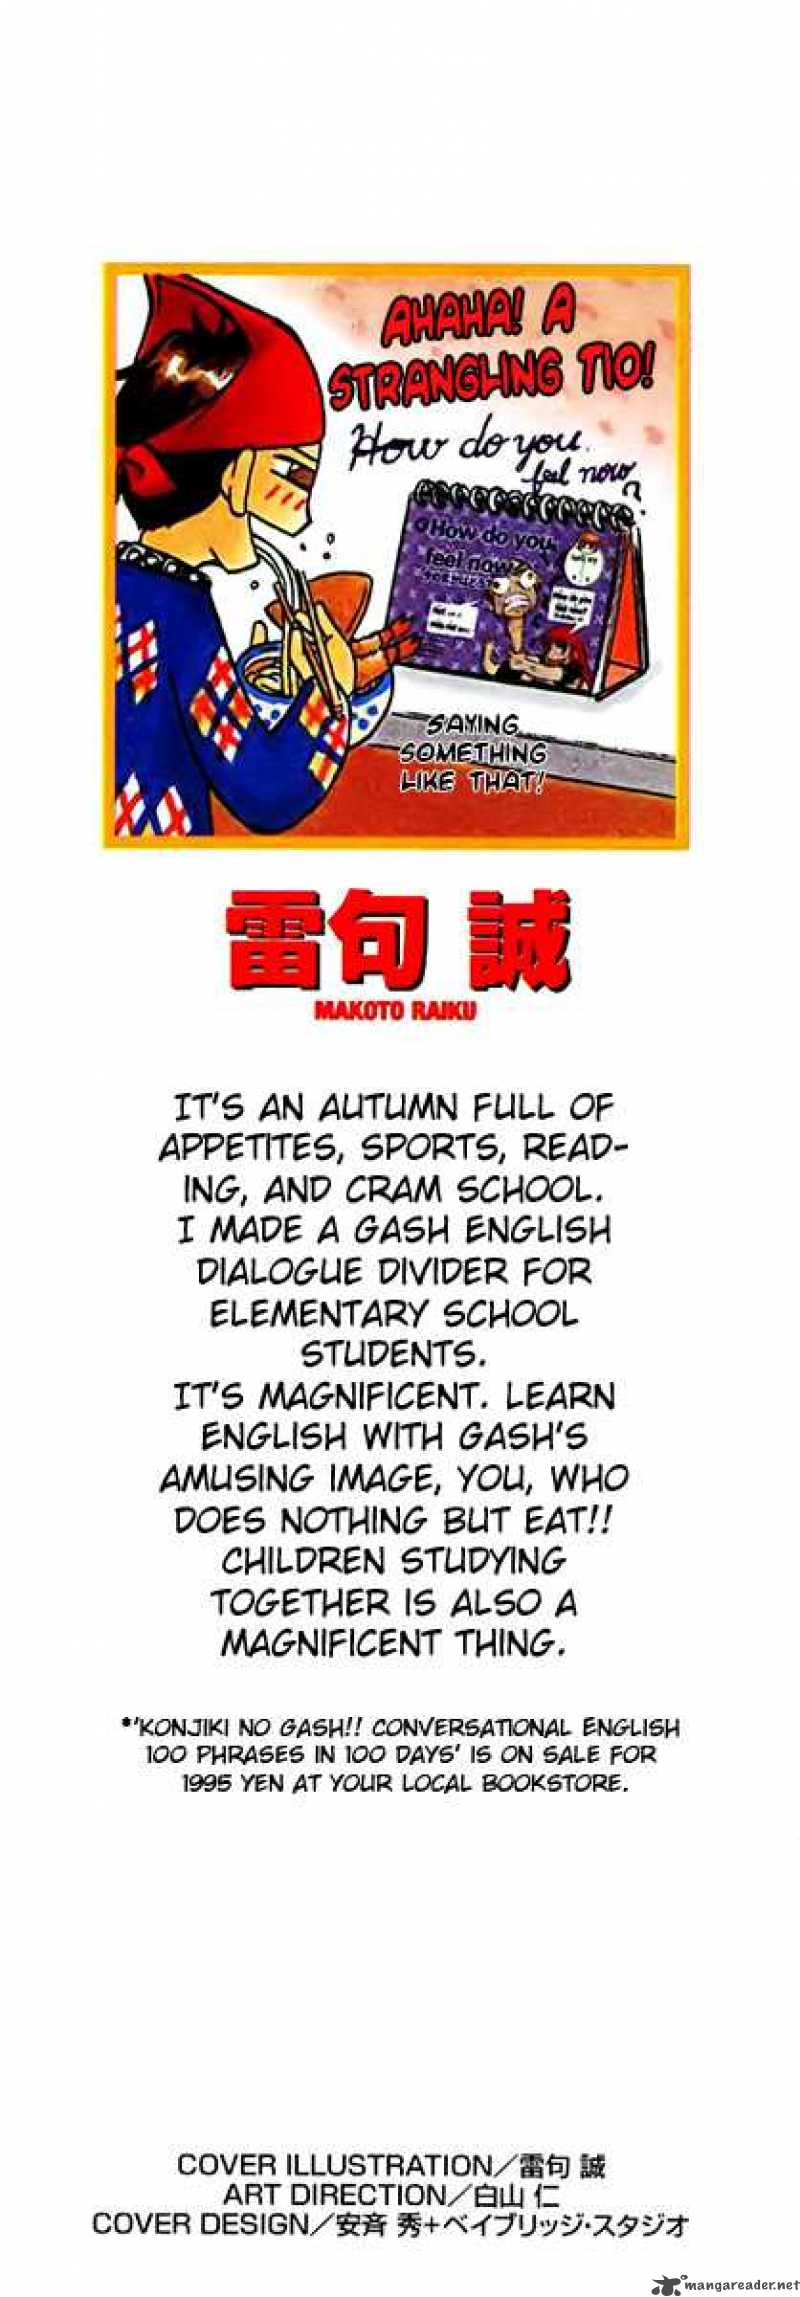 AHAHA! A
STRANGLING TIO!
How do you
feel now?
How do you
feel now
SAYING
SOMETHING
LIKE THAT!
雷句 誠
MAKOTO RAIKU
IT'S AN AUTUMN FULL OF
APPETITES, SPORTS, READ-
ING, AND CRAM SCHOOL.
I MADE A GASH ENGLISH
DIALOGUE DIVIDER FOR
ELEMENTARY SCHOOL
STUDENTS.
IT'S MAGNIFICENT. LEARN
ENGLISH WITH GASH'S
AMUSING IMAGE, YOU, WHO
DOES NOTHING BUT EAT!!
CHILDREN STUDYING
TOGETHER IS ALSO A
MAGNIFICENT THING.
*'KONJIKI NO GASH!! CONVERSATIONAL ENGLISH
100 PHRASES IN 100 DAYS' IS ON SALE FOR
1995 YEN AT YOUR LOCAL BOOKSTORE.
COVER ILLUSTRATION/雷句 誠
ART DIRECTION/白山 仁
COVER DESIGN/安斉 秀+ベイブリッジ・スタジオ
mangareader.net